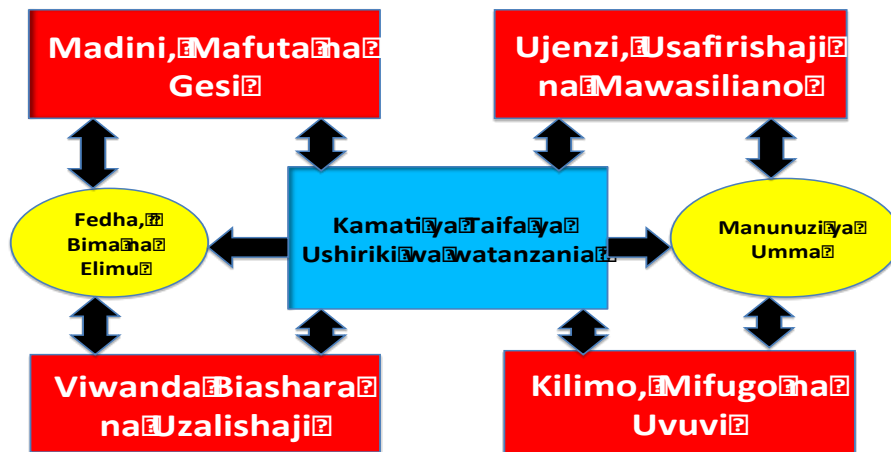 Madini, Mafuta na
Gesi
Ujenzi, Usafirishaji
na Mawasiliano
Fedha,
Bima na
Elimu
Kamati ya Taifa ya
Ushiriki wa watanzania
Manunuzi ya
Umma
Viwanda Biashara
na Uzalishaji
Kilimo, Mifugo na
Uvuvi